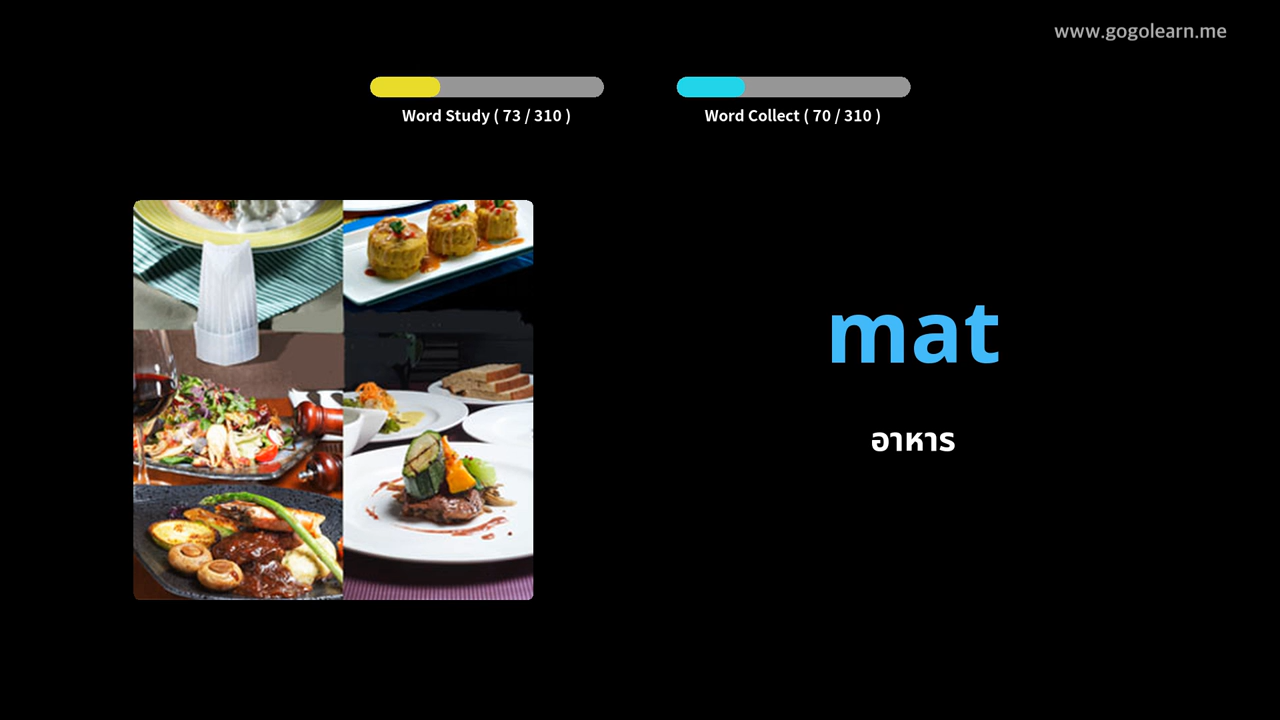 www.gogolearn.me
Word Study ( 73 / 310 )
Word Collect ( 70 / 310 )
mat
อาหาร